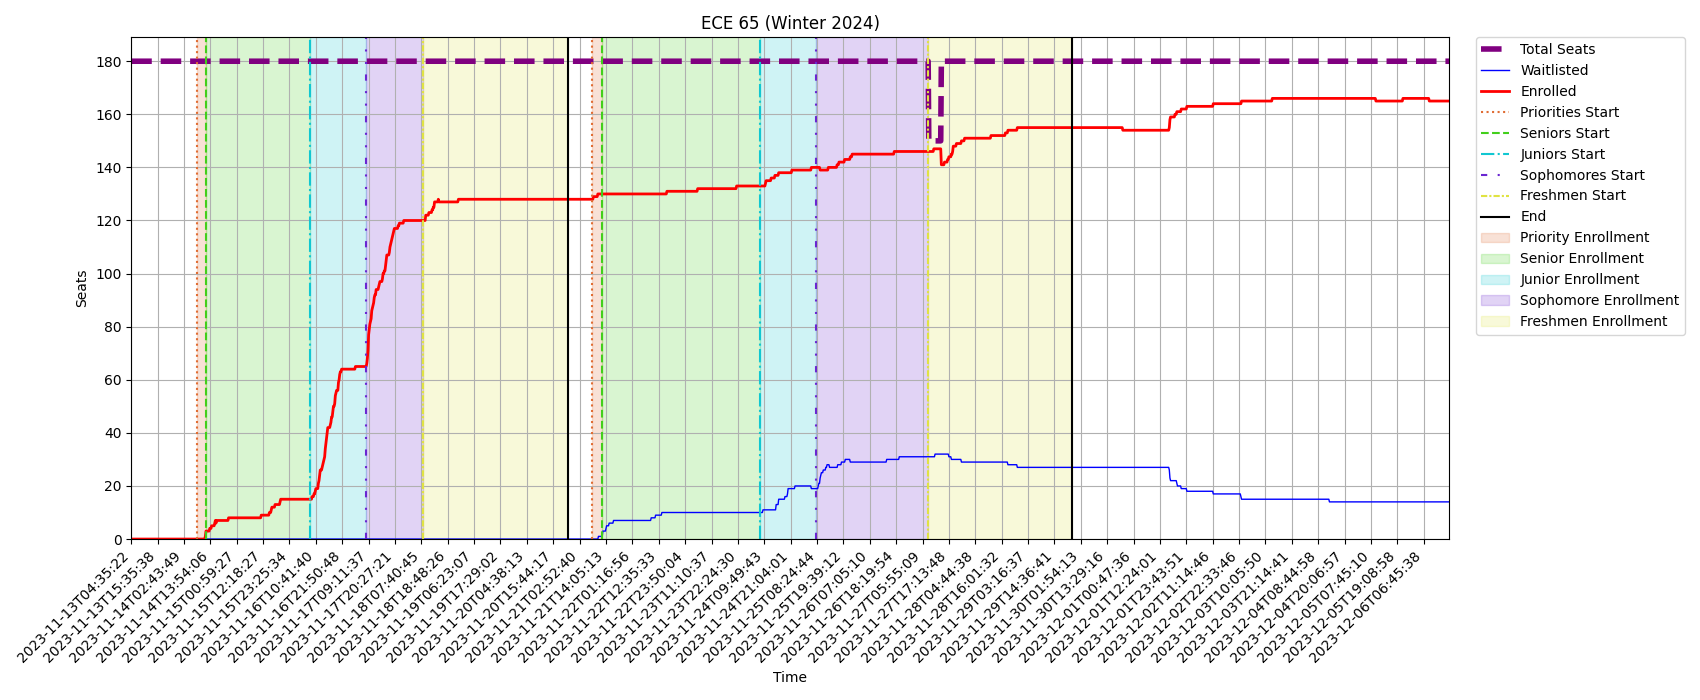 ECE 65 (Winter 2024)
Seats
180
160
140
120
100
80
60
40
20
0
2023-11-13T04:35:22
2023-11-13T15:35:38
2023-11-14T02:43:49
2023-11-14T13:54:06
2023-11-15T00:59:27
2023-11-15T12:18:27
2023-11-15T23:25:34
2023-11-16T10:41:40
2023-11-16T21:50:48
2023-11-17T09:11:37
2023-11-17T20:27:21
2023-11-18T07:40:45
2023-11-18T18:48:26
2023-11-19T06:23:07
2023-11-19T17:29:02
2023-11-20T04:38:13
2023-11-20T15:44:17
2023-11-21T02:52:40
2023-11-21T14:05:13
2023-11-22T01:16:56
2023-11-22T12:35:33
2023-11-22T23:50:04
2023-11-23T11:10:37
2023-11-23T22:24:30
2023-11-24T09:49:43
2023-11-24T21:04:01
2023-11-25T08:24:44
2023-11-25T19:39:12
2023-11-26T07:05:10
2023-11-26T18:19:54
2023-11-27T05:55:09
2023-11-27T17:13:48
2023-11-28T04:44:38
2023-11-28T16:01:32
2023-11-29T03:16:37
2023-11-29T14:36:41
2023-11-30T01:54:13
2023-11-30T13:29:16
2023-12-01T00:47:36
2023-12-01T12:24:01
2023-12-01T23:43:51
2023-12-02T11:14:46
2023-12-02T22:33:46
2023-12-03T10:05:50
2023-12-03T21:14:41
2023-12-04T08:44:58
2023-12-04T20:06:57
2023-12-05T07:45:10
2023-12-05T19:08:58
2023-12-06T06:45:38
Time
Total Seats
Waitlisted
Enrolled
Priorities Start
Seniors Start
Juniors Start
Sophomores Start
Freshmen Start
End
Priority Enrollment
Senior Enrollment
Junior Enrollment
Sophomore Enrollment
Freshmen Enrollment